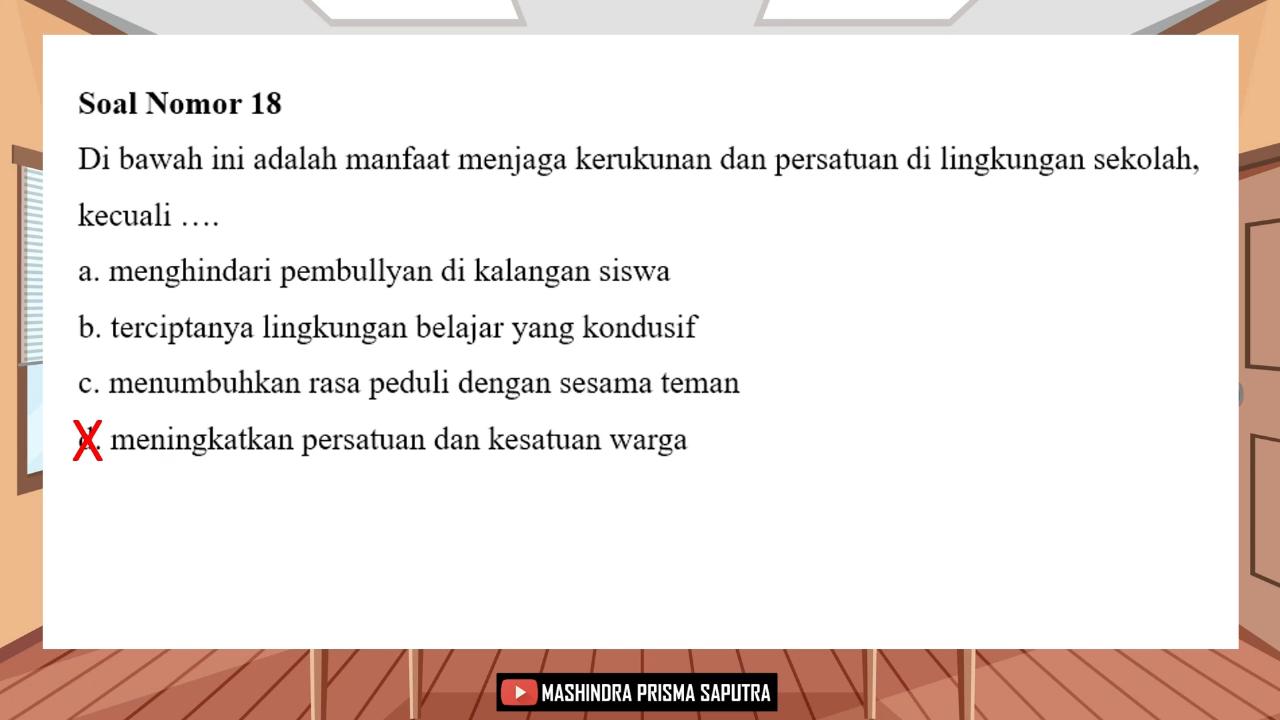 Soal Nomor 18
Di bawah ini adalah manfaat menjaga kerukunan dan persatuan di lingkungan sekolah,
kecuali ….
a. menghindari pembullyan di kalangan siswa
b. terciptanya lingkungan belajar yang kondusif
c. menumbuhkan rasa peduli dengan sesama teman
d. meningkatkan persatuan dan kesatuan warga
MASHINDRA PRISMA SAPUTRA